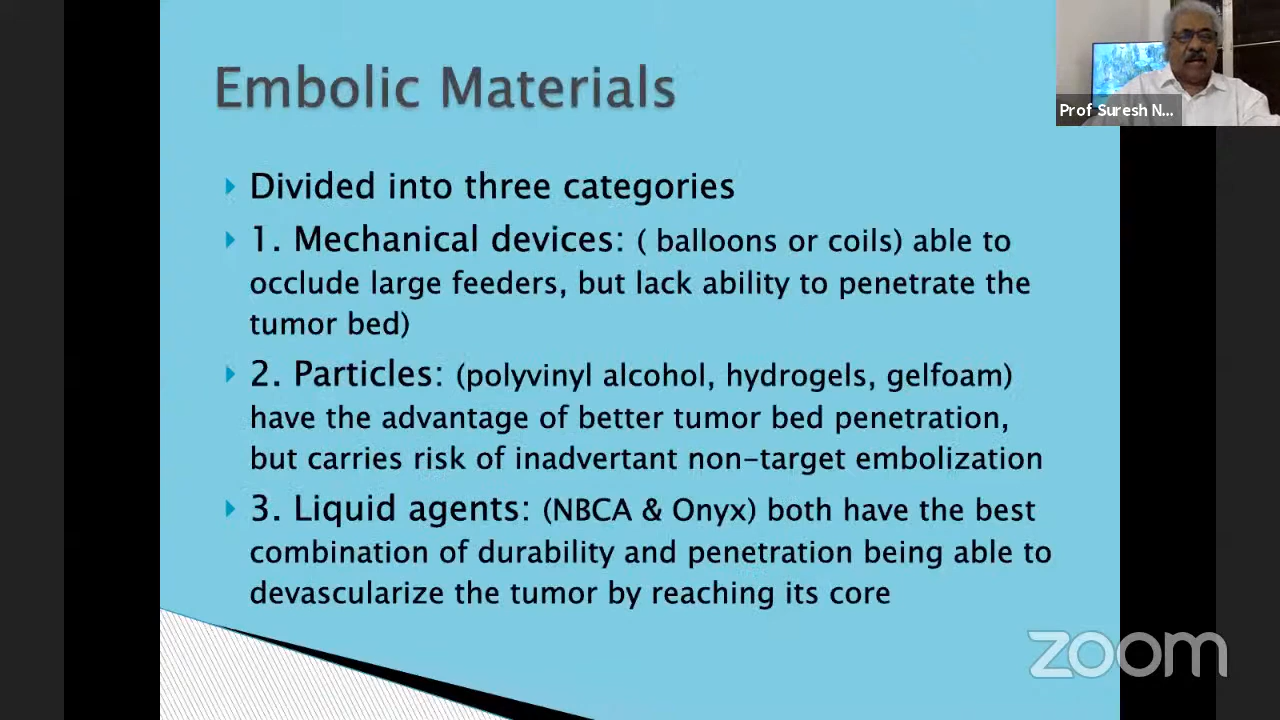 Embolic Materials
Divided into three categories
1. Mechanical devices: ( balloons or coils) able to
occlude large feeders, but lack ability to penetrate the
tumor bed)
2. Particles: (polyvinyl alcohol, hydrogels, gelfoam)
have the advantage of better tumor bed penetration,
but carries risk of inadvertant non-target embolization
3. Liquid agents: (NBCA & Onyx) both have the best
combination of durability and penetration being able to
devascularize the tumor by reaching its core
Prof Suresh N...
zoom